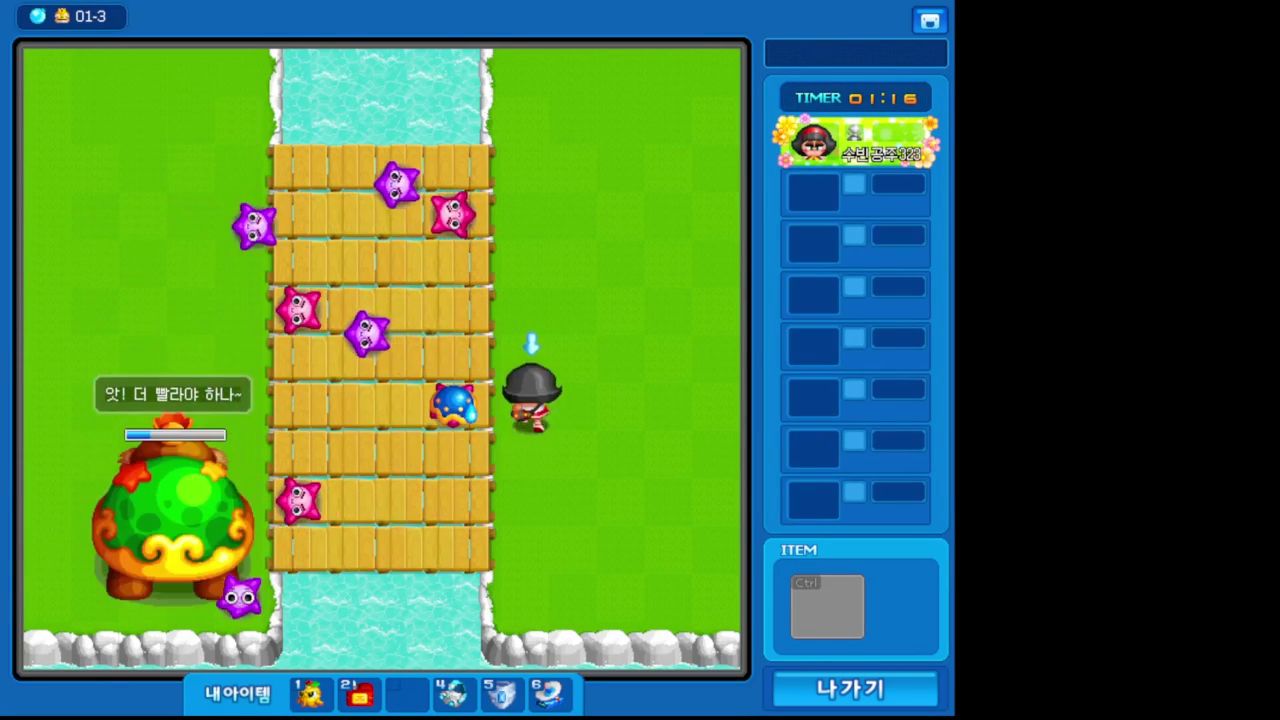 01-3
TIMER 01:16
수빈공주323
앗! 더 빨라야 하나~
ITEM
Ctrl
내 아이템
1
2
4
5
6
나가기